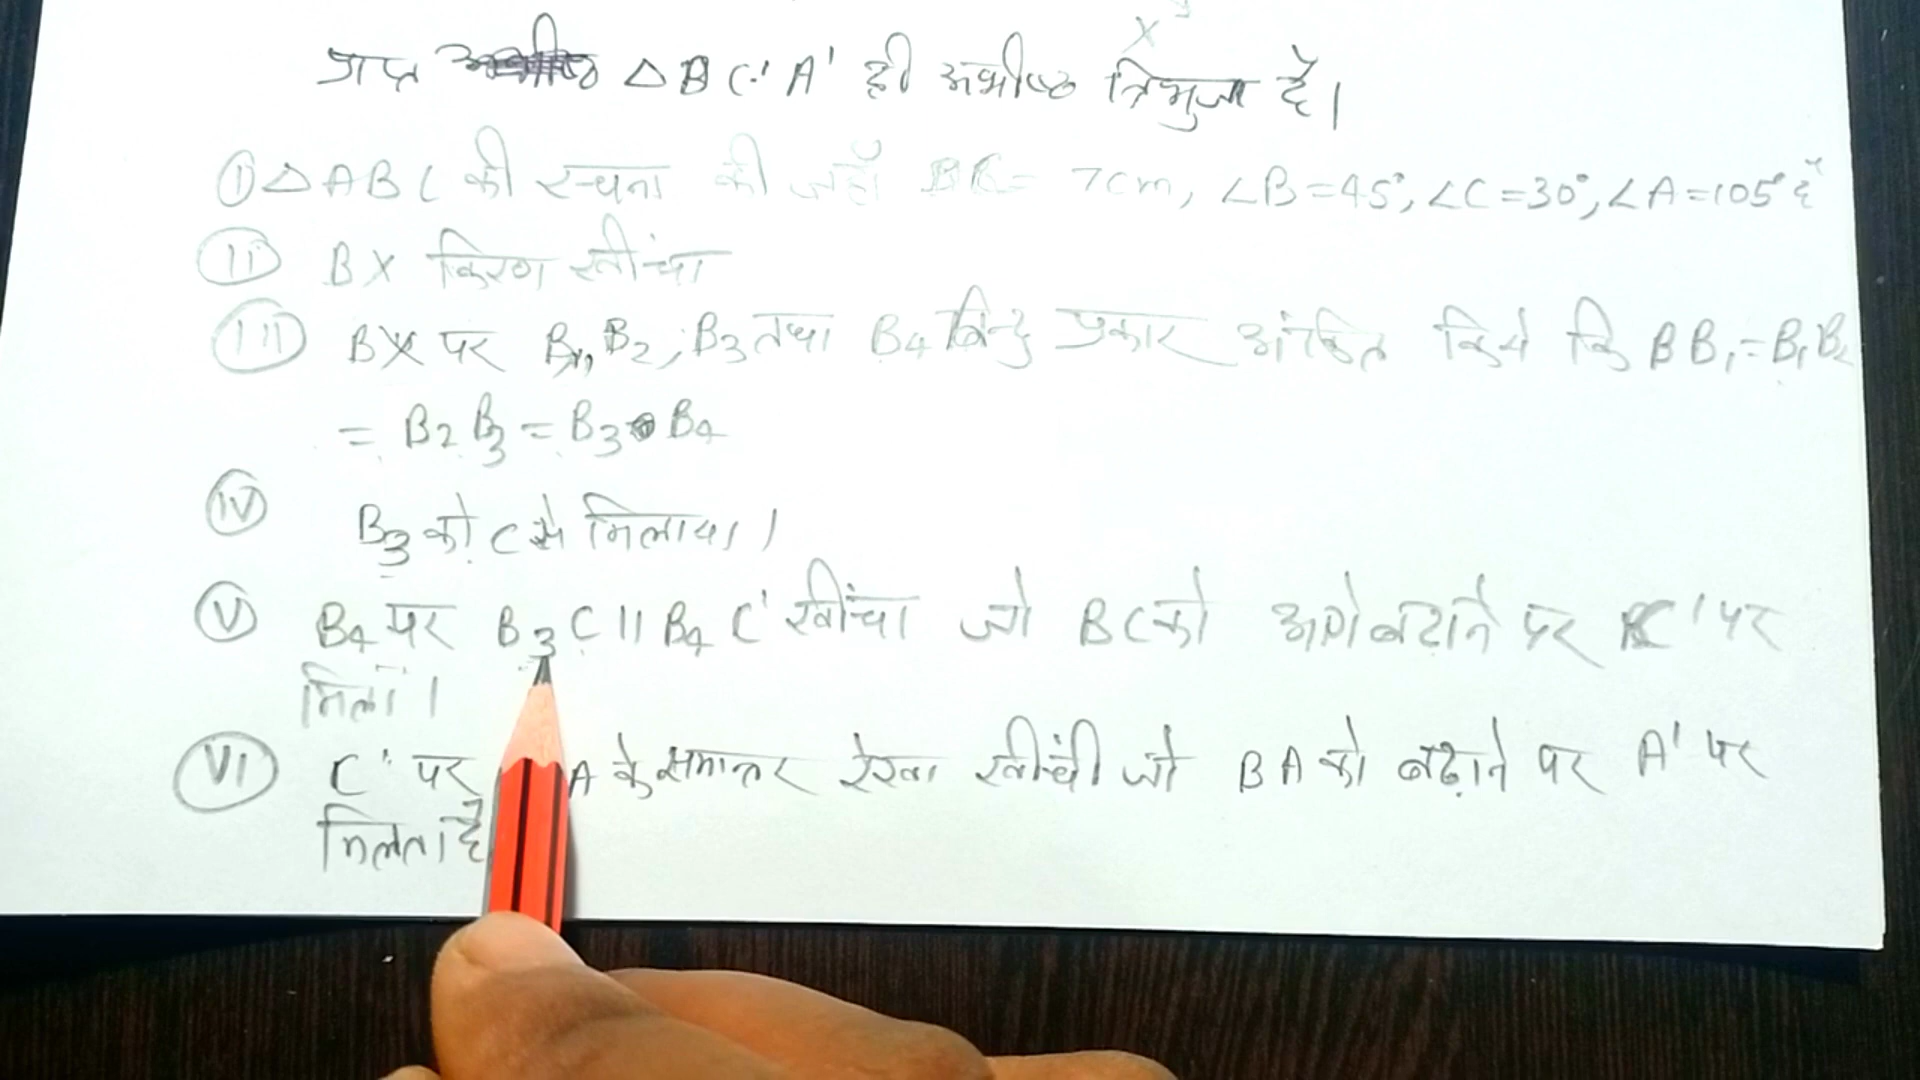 X
प्राप्त △BC'A' ही अभीष्ठ त्रिभुज है।
(i) △ABC की रचना की जहाँ BC = 7cm, ∠B=45°, ∠C=30°, ∠A=105° है
(ii) BX किरण खींचा
(iii) BX पर B1, B2, B3 तथा B4 बिन्दु प्रकार अंकित किये कि BB1=B1B2
= B2B3 = B3B4
(iv) B3 को C से मिलाया।
(v) B4 पर B3C || B4C' खींचा जो BC को आगे बढाने पर C' पर
मिला।
(vi) C' पर A के समान्तर रेखा खींची जो BA को बढ़ाने पर A' पर
मिलता है